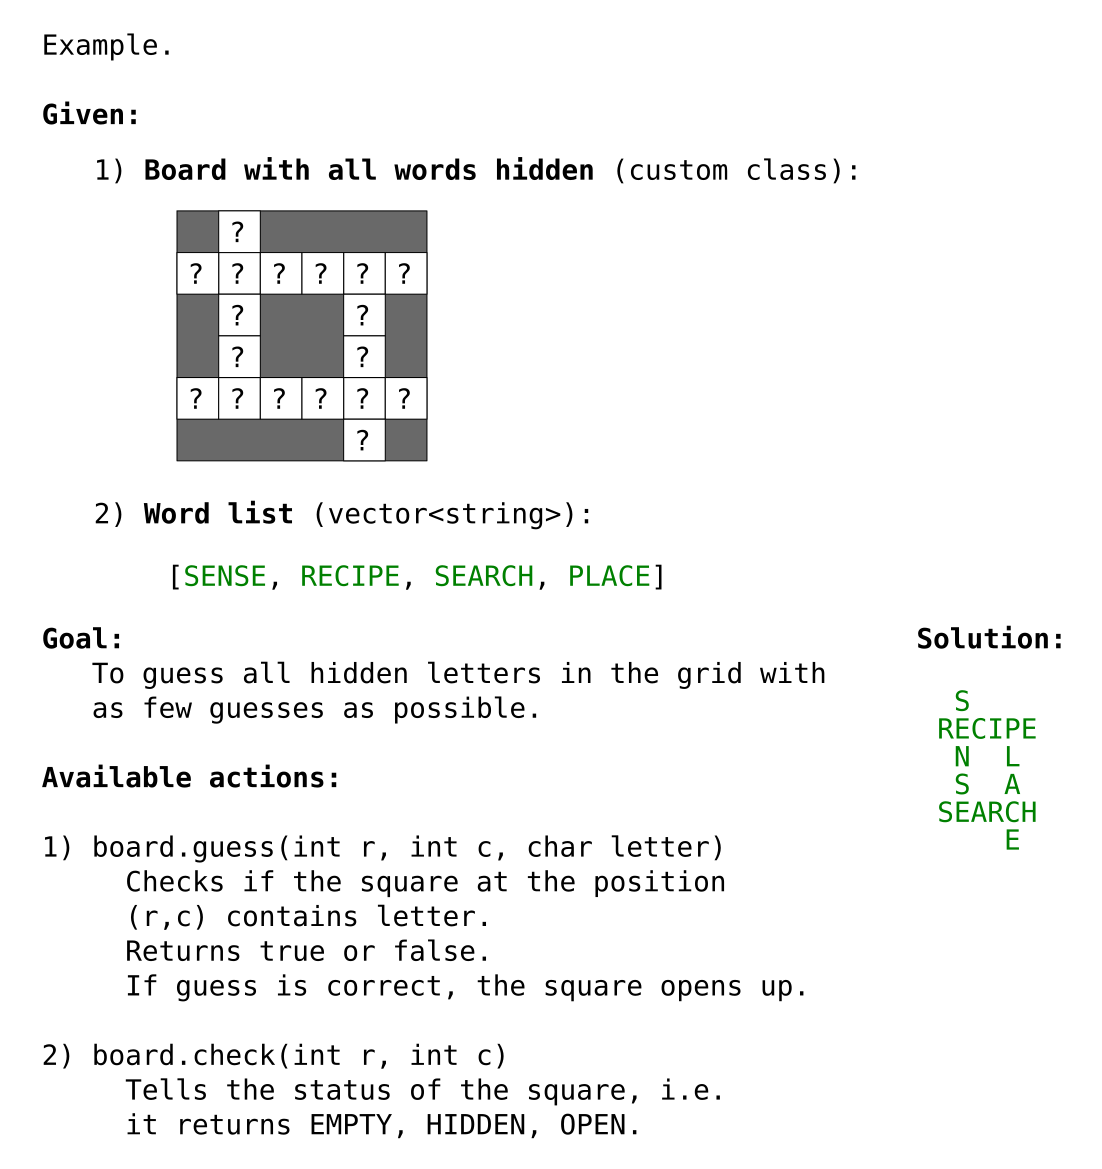 Example.
Given:
1) Board with all words hidden (custom class):
?
? ? ? ? ? ?
? ?
? ?
? ? ? ? ? ?
?
2) Word list (vector<string>):
[SENSE, RECIPE, SEARCH, PLACE]
Goal:
To guess all hidden letters in the grid with
as few guesses as possible.
Solution:
S
RECIPE
N L
S A
SEARCH
E
Available actions:
1) board.guess(int r, int c, char letter)
Checks if the square at the position
(r,c) contains letter.
Returns true or false.
If guess is correct, the square opens up.
2) board.check(int r, int c)
Tells the status of the square, i.e.
it returns EMPTY, HIDDEN, OPEN.